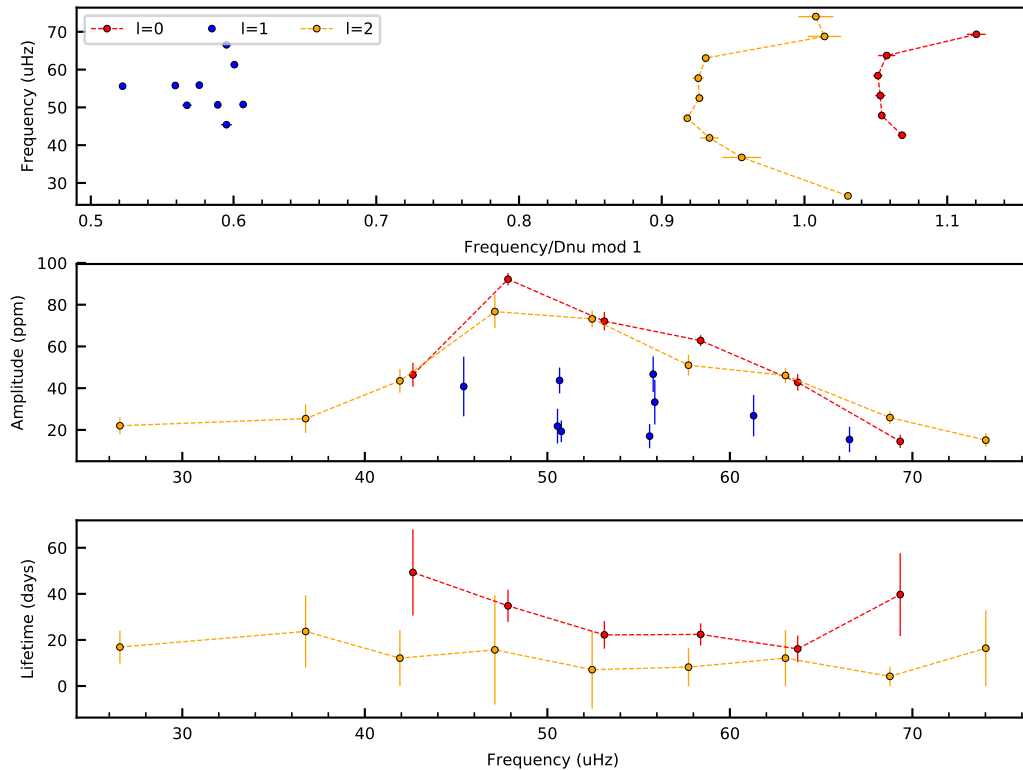 l=0 l=1 l=2
Frequency (uHz)
70
60
50
40
30
0.5 0.6 0.7 0.8 0.9 1.0 1.1
Frequency/Dnu mod 1
Amplitude (ppm)
100
80
60
40
20
30 40 50 60 70
Lifetime (days)
60
40
20
0
30 40 50 60 70
Frequency (uHz)